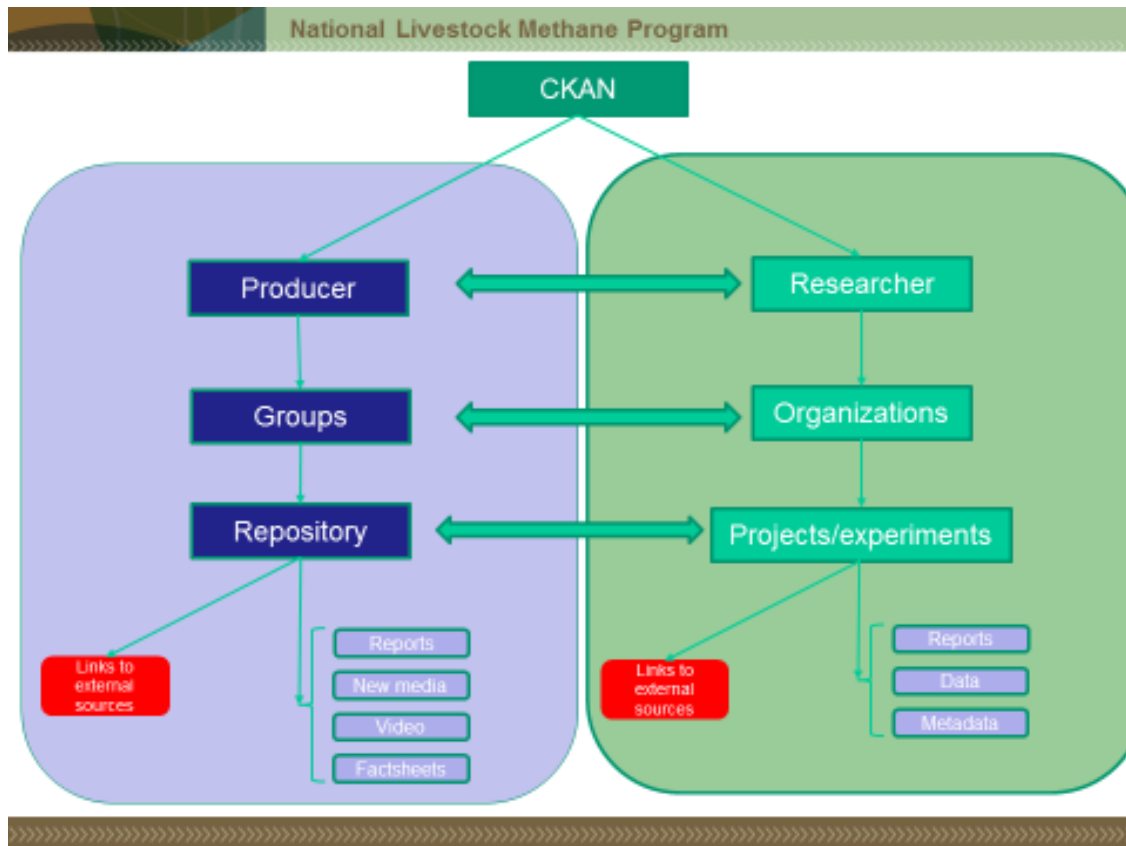 National Livestock Methane Program
CKAN
Producer
Researcher
Groups
Organizations
Repository
Projects/experiments
Links to
external
sources
Reports
New media
Video
Factsheets
Links to
external
sources
Reports
Data
Metadata